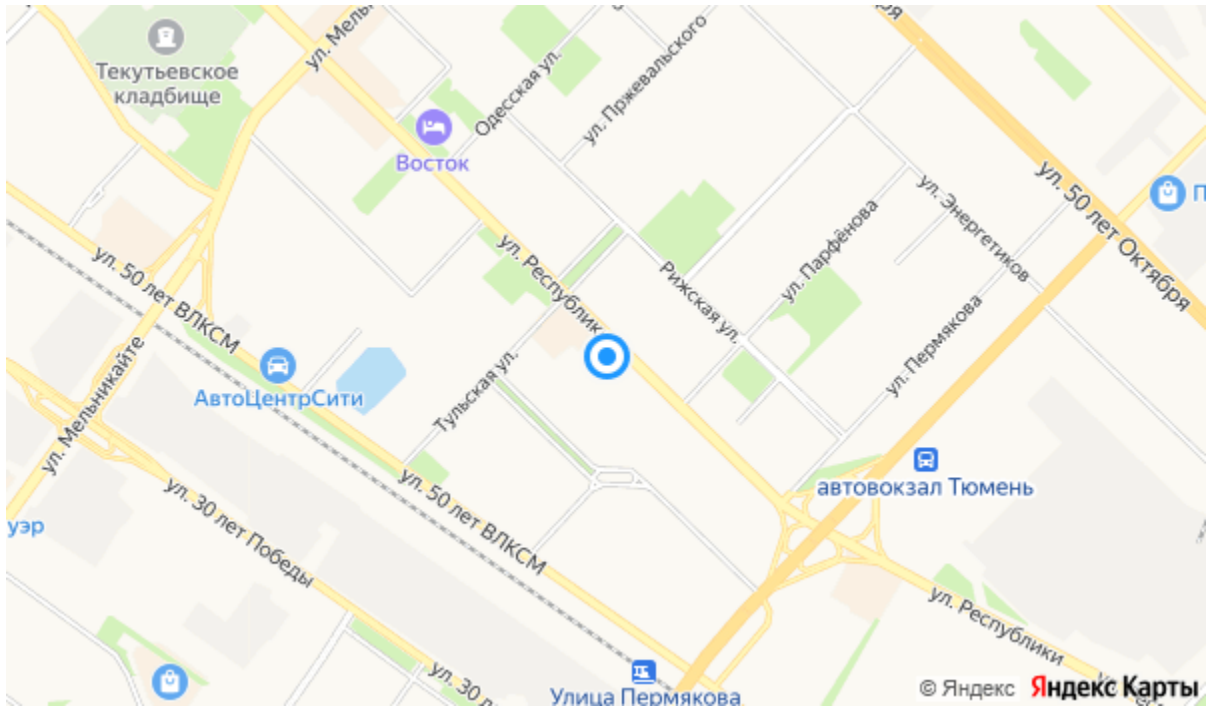 ул. Мельн
Текутьевское
кладбище
Одесская ул.
ул. Пржевальского
Восток
ул. 50 лет Октября
ул. Энергетиков
ул. Парфёнова
ул. 50 лет ВЛКСМ
ул. Республик
Рижская ул.
ул. Пермякова
АвтоЦентрСити
Тульская ул.
ул. Мельникайте
автовокзал Тюмень
ул. 50 лет ВЛКСМ
ул. 30 лет Победы
уэр
ул. Республики
ул. 30 л
Улица Пермякова
© Яндекс Яндекс Карты